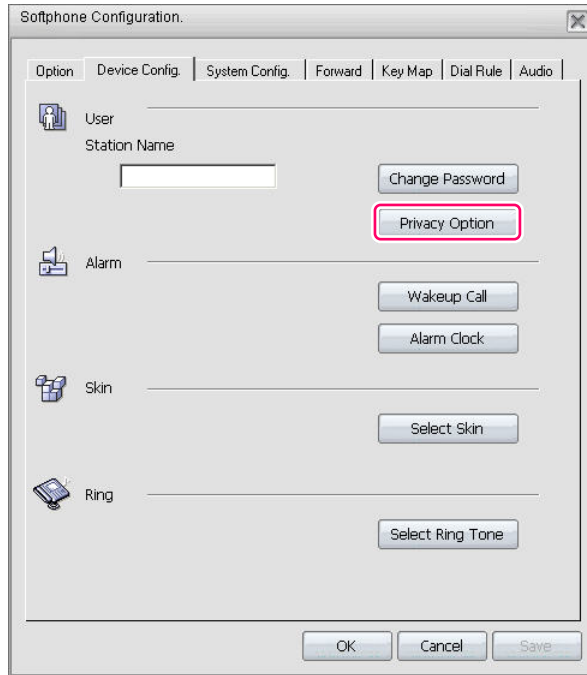 Softphone Configuration.
Option Device Config. System Config. Forward Key Map Dial Rule Audio
User
Station Name
Change Password
Privacy Option
Alarm
Wakeup Call
Alarm Clock
Skin
Select Skin
Ring
Select Ring Tone
OK Cancel Save